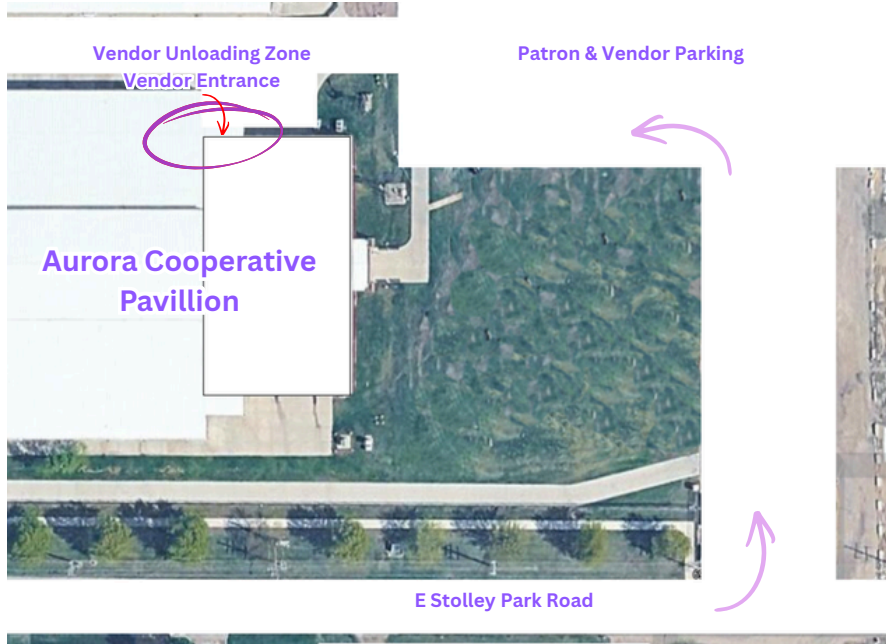 Vendor Unloading Zone
Vendor Entrance
Patron & Vendor Parking
Aurora Cooperative
Pavillion
E Stolley Park Road